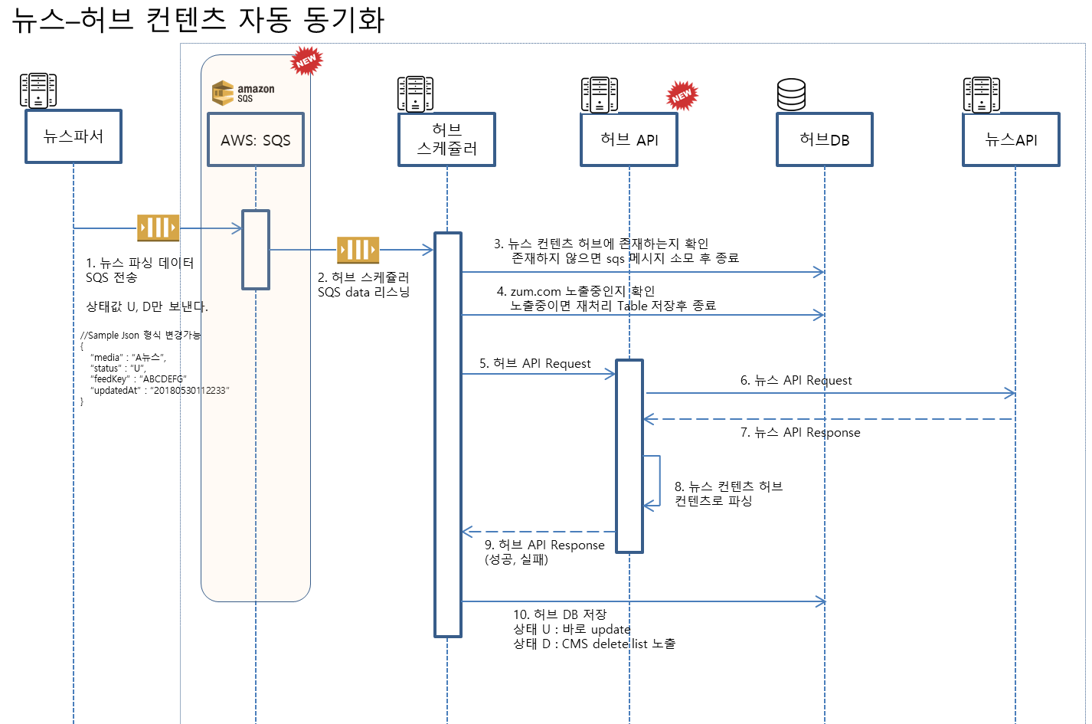 뉴스–허브 컨텐츠 자동 동기화
NEW
amazon
SQS
NEW
뉴스파서
AWS: SQS
허브
스케쥴러
허브 API
허브DB
뉴스API
1. 뉴스 파싱 데이터
SQS 전송
상태값 U, D만 보낸다.
//Sample Json 형식 변경가능
{
"media" : "A뉴스",
"status" : "U",
"feedKey" : "ABCDEFG"
"updatedAt" : "20180530112233"
}
2. 허브 스케쥴러
SQS data 리스닝
3. 뉴스 컨텐츠 허브에 존재하는지 확인
존재하지 않으면 sqs 메시지 소모 후 종료
4. zum.com 노출중인지 확인
노출중이면 재처리 Table 저장후 종료
5. 허브 API Request
6. 뉴스 API Request
7. 뉴스 API Response
8. 뉴스 컨텐츠 허브
컨텐츠로 파싱
9. 허브 API Response
(성공, 실패)
10. 허브 DB 저장
상태 U : 바로 update
상태 D : CMS delete list 노출